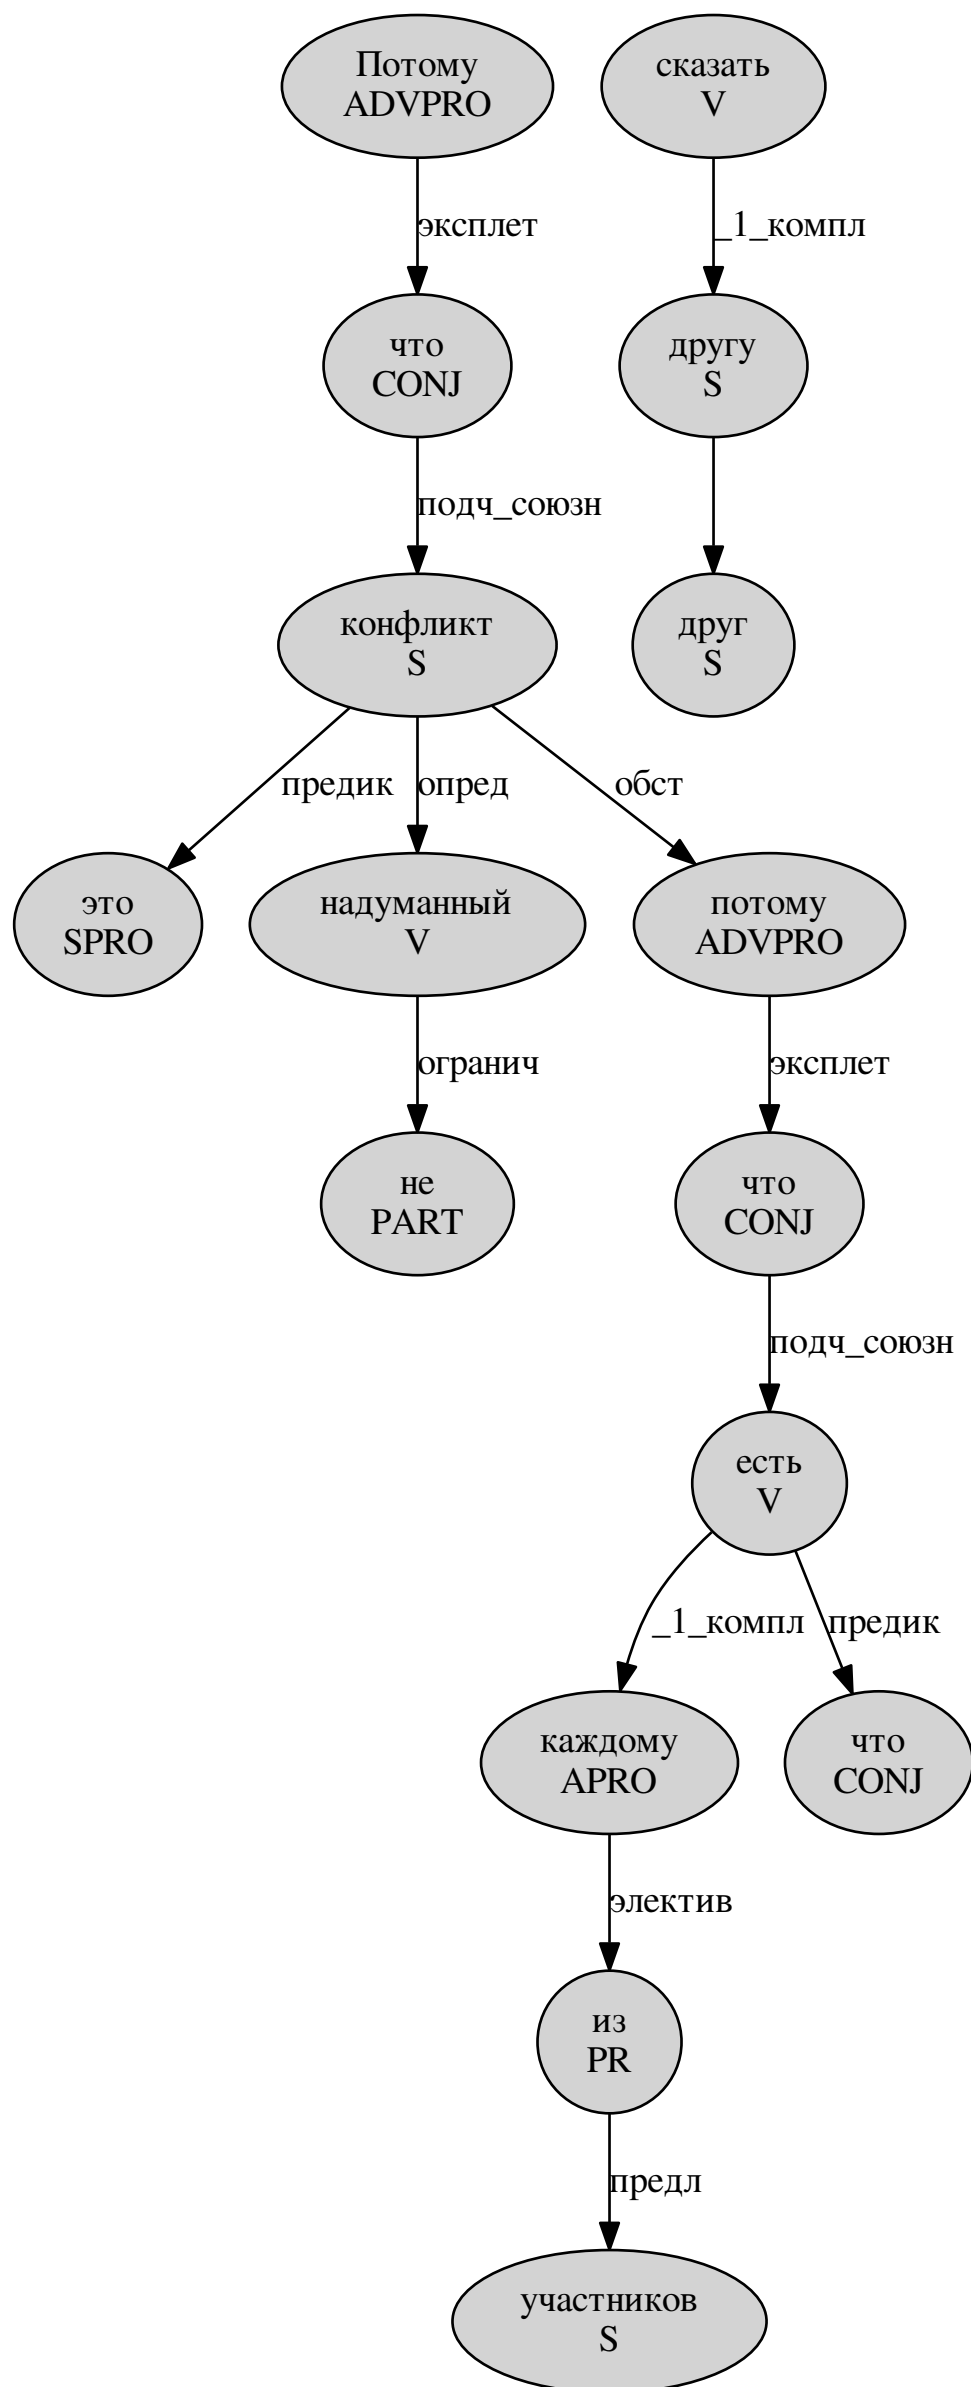 Потому
ADVPRO
сказать
V
эксплет
_1_компл
что
CONJ
другу
S
подч_союзн
конфликт
S
друг
S
предик
опред
обст
это
SPRO
надуманный
V
потому
ADVPRO
огранич
эксплет
не
PART
что
CONJ
подч_союзн
есть
V
_1_компл
предик
каждому
APRO
что
CONJ
электив
из
PR
предл
участников
S